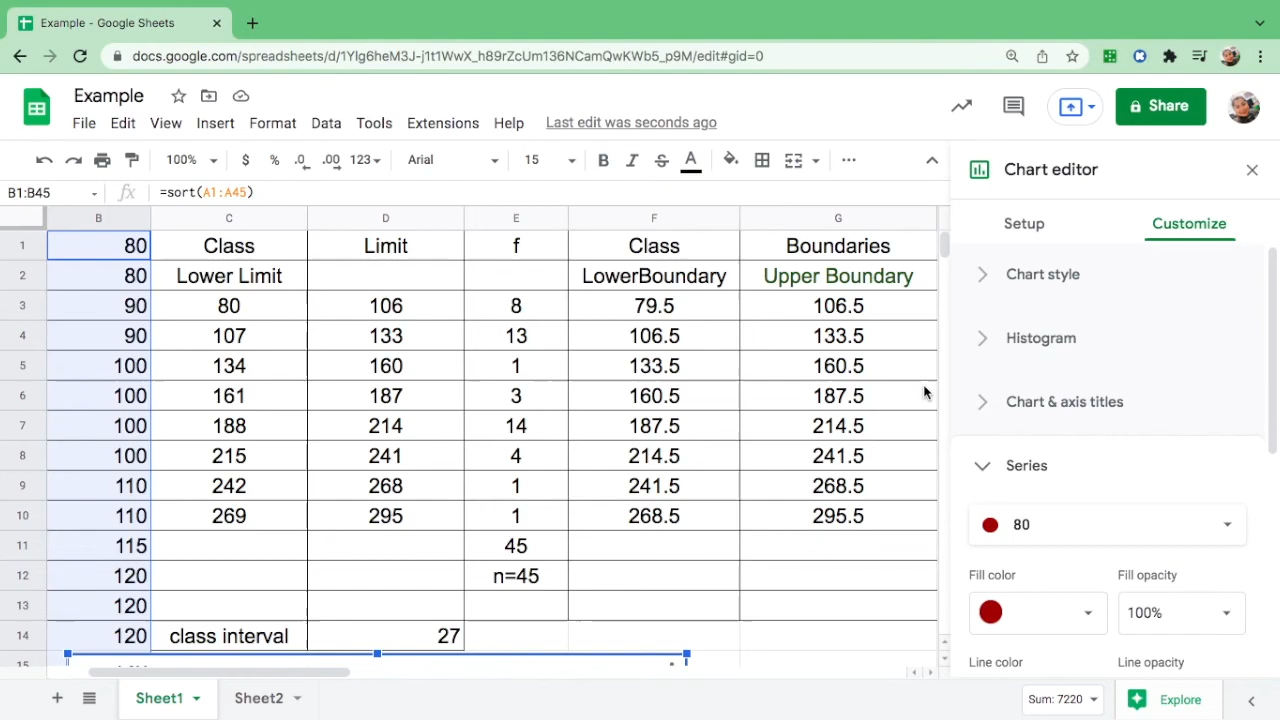 Example - Google Sheets
docs.google.com/spreadsheets/d/1YIg6heM3J-j1t1WwX_h89rZcUm136NCamQwKWb5_p9M/edit#gid=0
Example
File Edit View Insert Format Data Tools Extensions Help Last edit was seconds ago
Share
100% $ % .0 .00 123 Arial 15 B I S A
B1:B45 fx =sort(A1:A45)
B C D E F G
1 80 Class Limit f Class Boundaries
2 80 Lower Limit LowerBoundary Upper Boundary
3 90 80 106 8 79.5 106.5
4 90 107 133 13 106.5 133.5
5 100 134 160 1 133.5 160.5
6 100 161 187 3 160.5 187.5
7 100 188 214 14 187.5 214.5
8 100 215 241 4 214.5 241.5
9 110 242 268 1 241.5 268.5
10 110 269 295 1 268.5 295.5
11 115 45
12 120 n=45
13 120
14 120 class interval 27
15
Sheet1 Sheet2
Sum: 7220 Explore
Chart editor
Setup Customize
Chart style
Histogram
Chart & axis titles
Series
80
Fill color Fill opacity
100%
Line color Line opacity